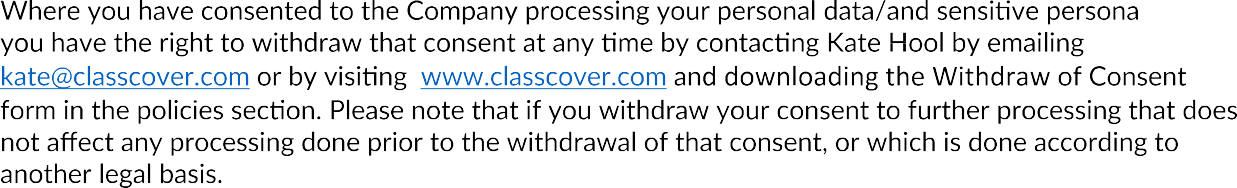 Where you have consented to the Company processing your personal data/and sensitive persona
you have the right to withdraw that consent at any time by contacting Kate Hool by emailing
kate@classcover.com or by visiting www.classcover.com and downloading the Withdraw of Consent
form in the policies section. Please note that if you withdraw your consent to further processing that does
not affect any processing done prior to the withdrawal of that consent, or which is done according to
another legal basis.